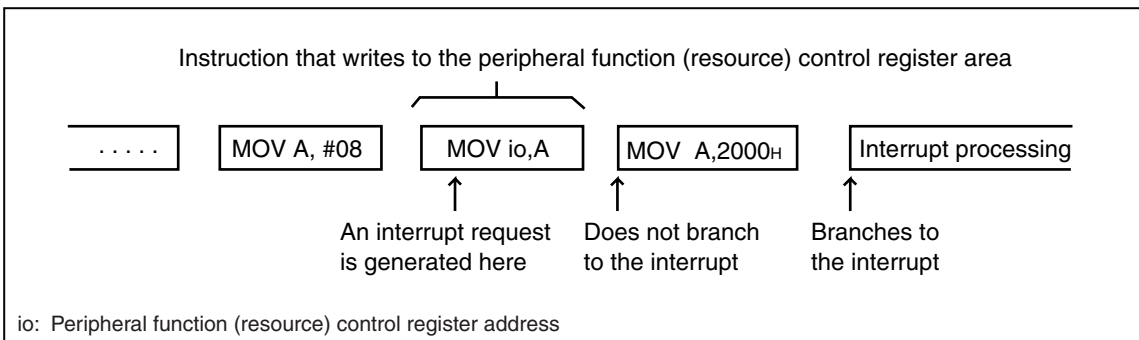 Instruction that writes to the peripheral function (resource) control register area
. . . . . MOV A, #08 MOV io,A MOV A,2000H Interrupt processing
An interrupt request Does not branch Branches to
is generated here to the interrupt the interrupt
io: Peripheral function (resource) control register address